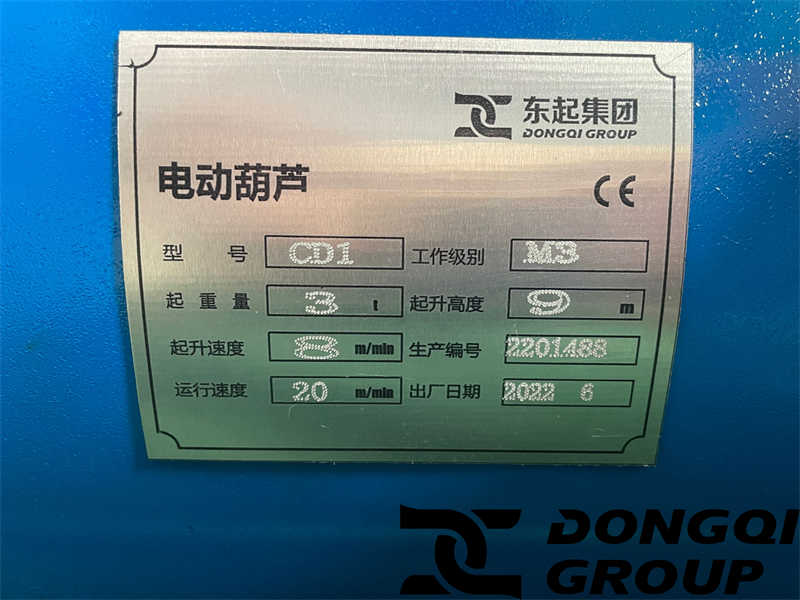 东起集团
DONGQI GROUP
电动葫芦
CE
型 号 CD1 工作级别 M3
起重量 3 t 起升高度 9 m
起升速度 8 m/min 生产编号 2201488
运行速度 20 m/min 出厂日期 2022 6
DONGQI
GROUP